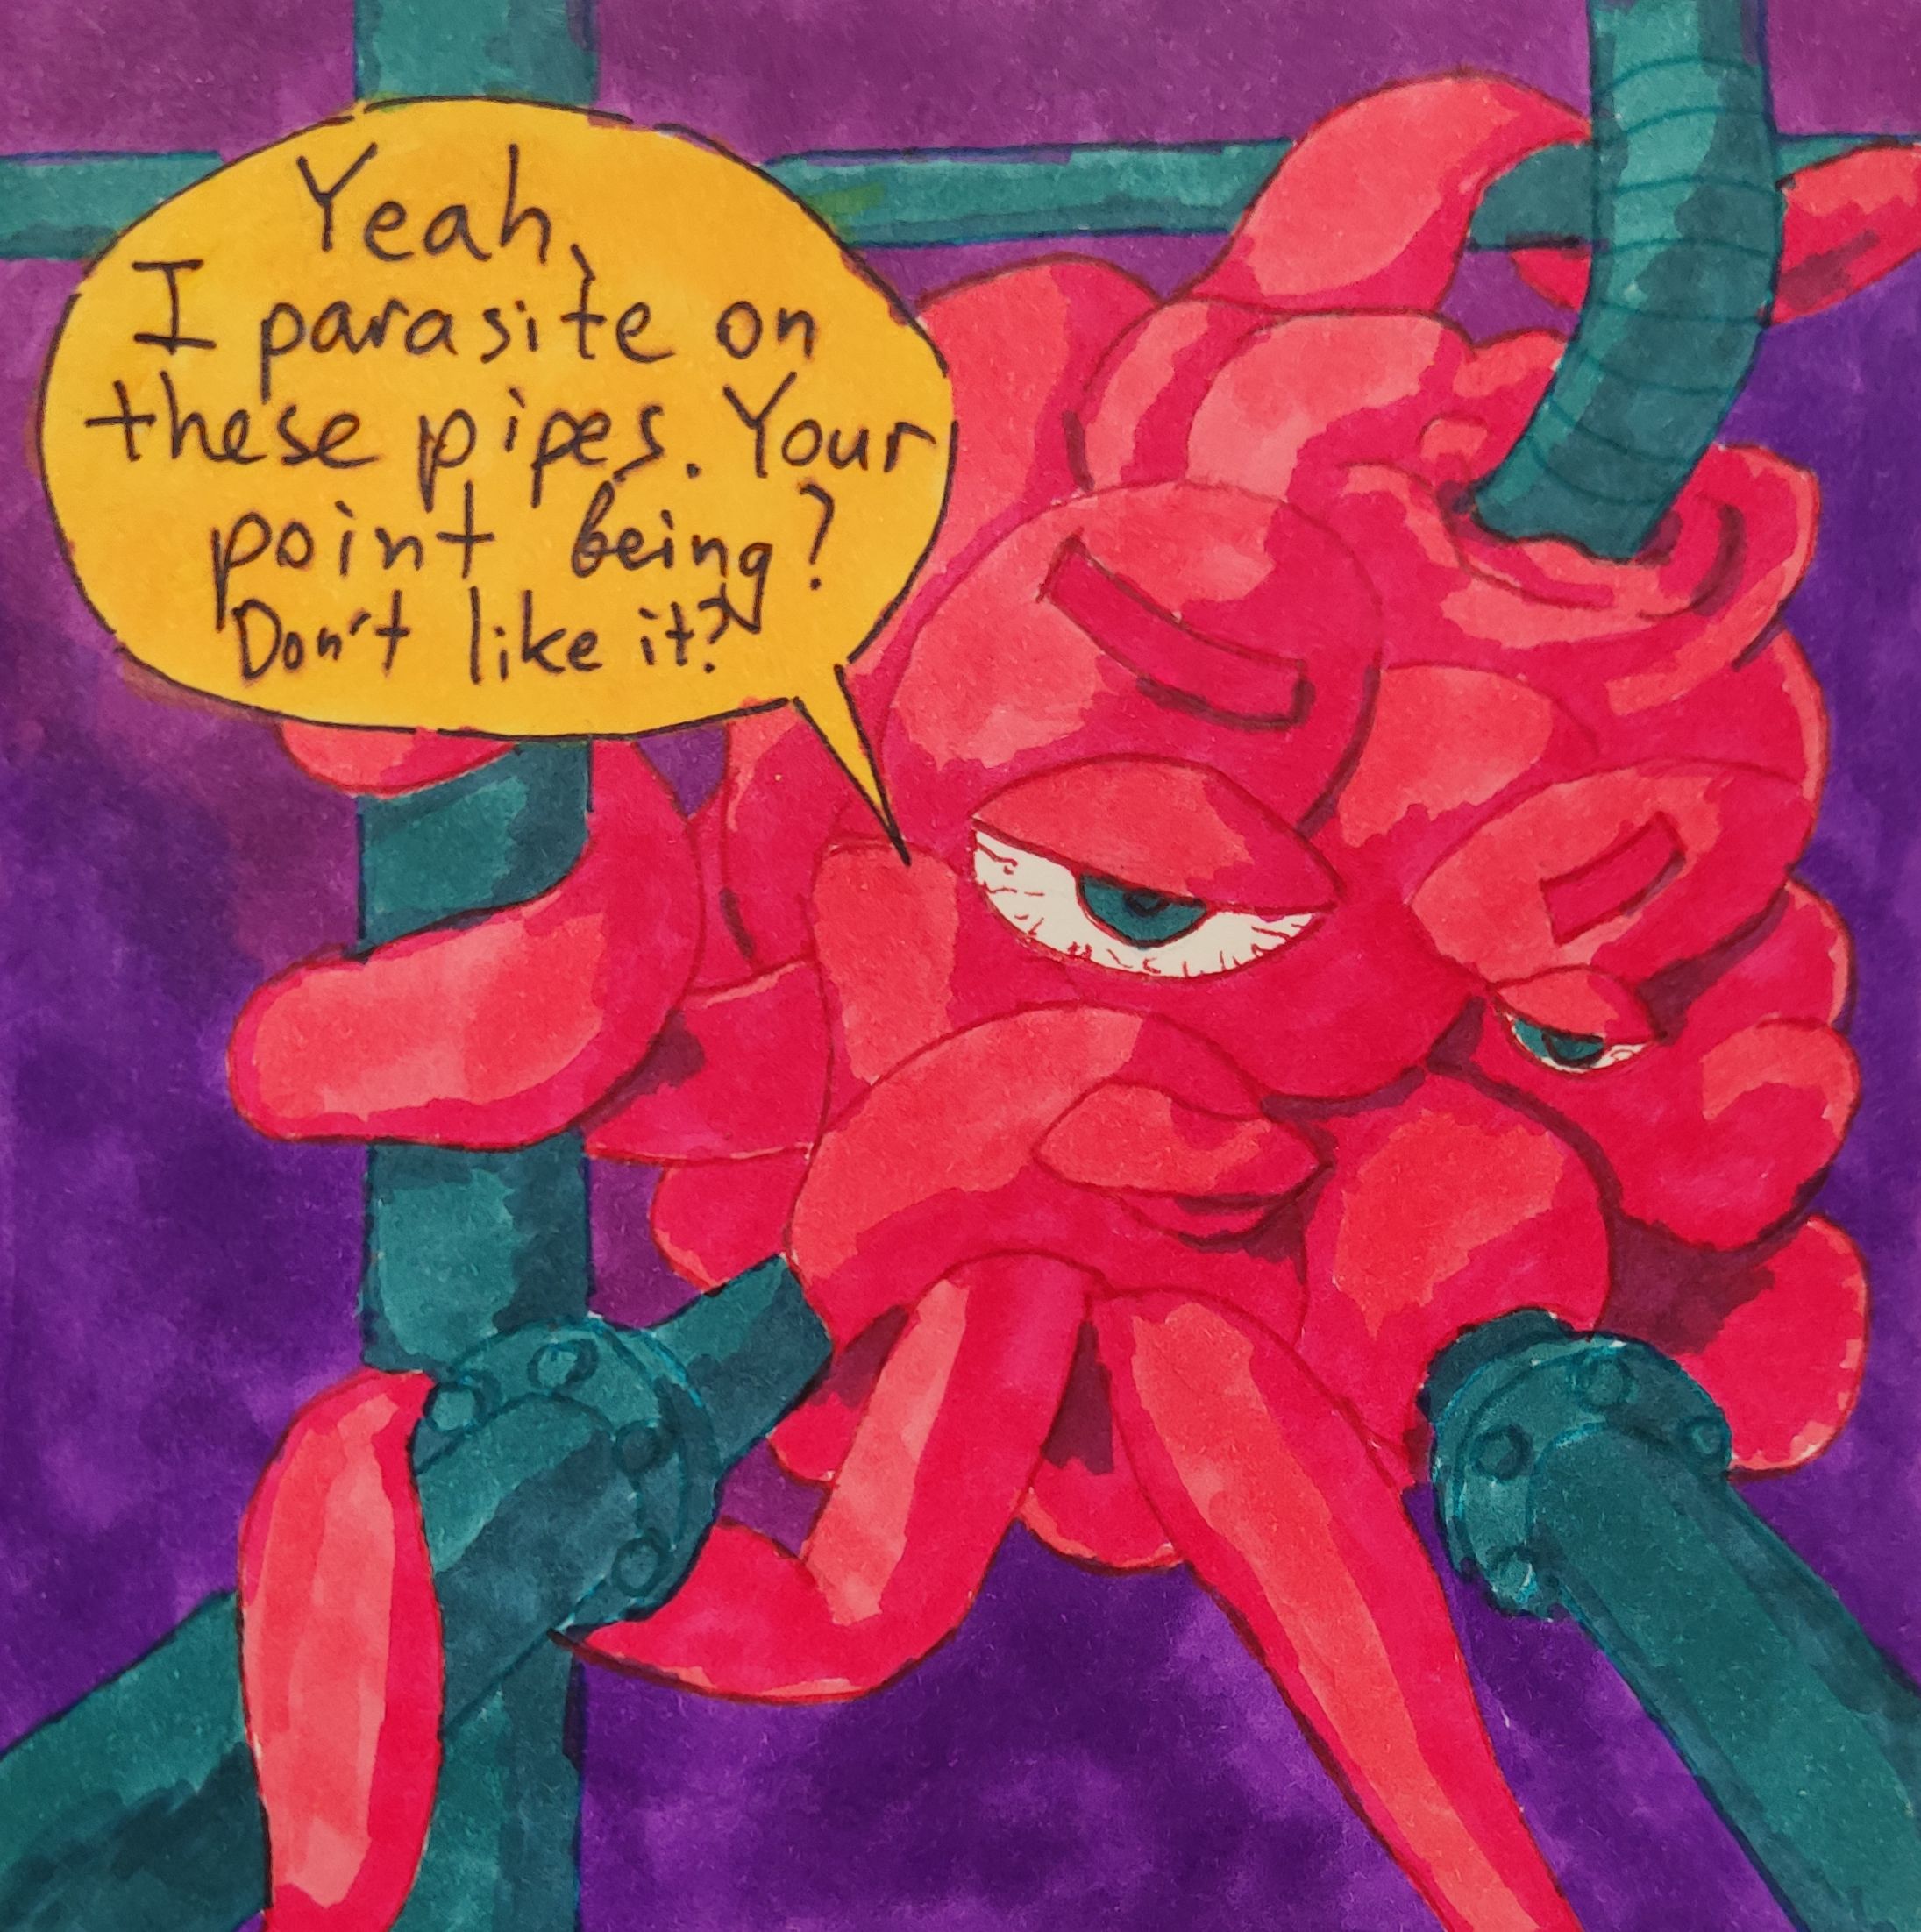 Yeah,
I parasite on
these pipes. Your
point being?
Don't like it?